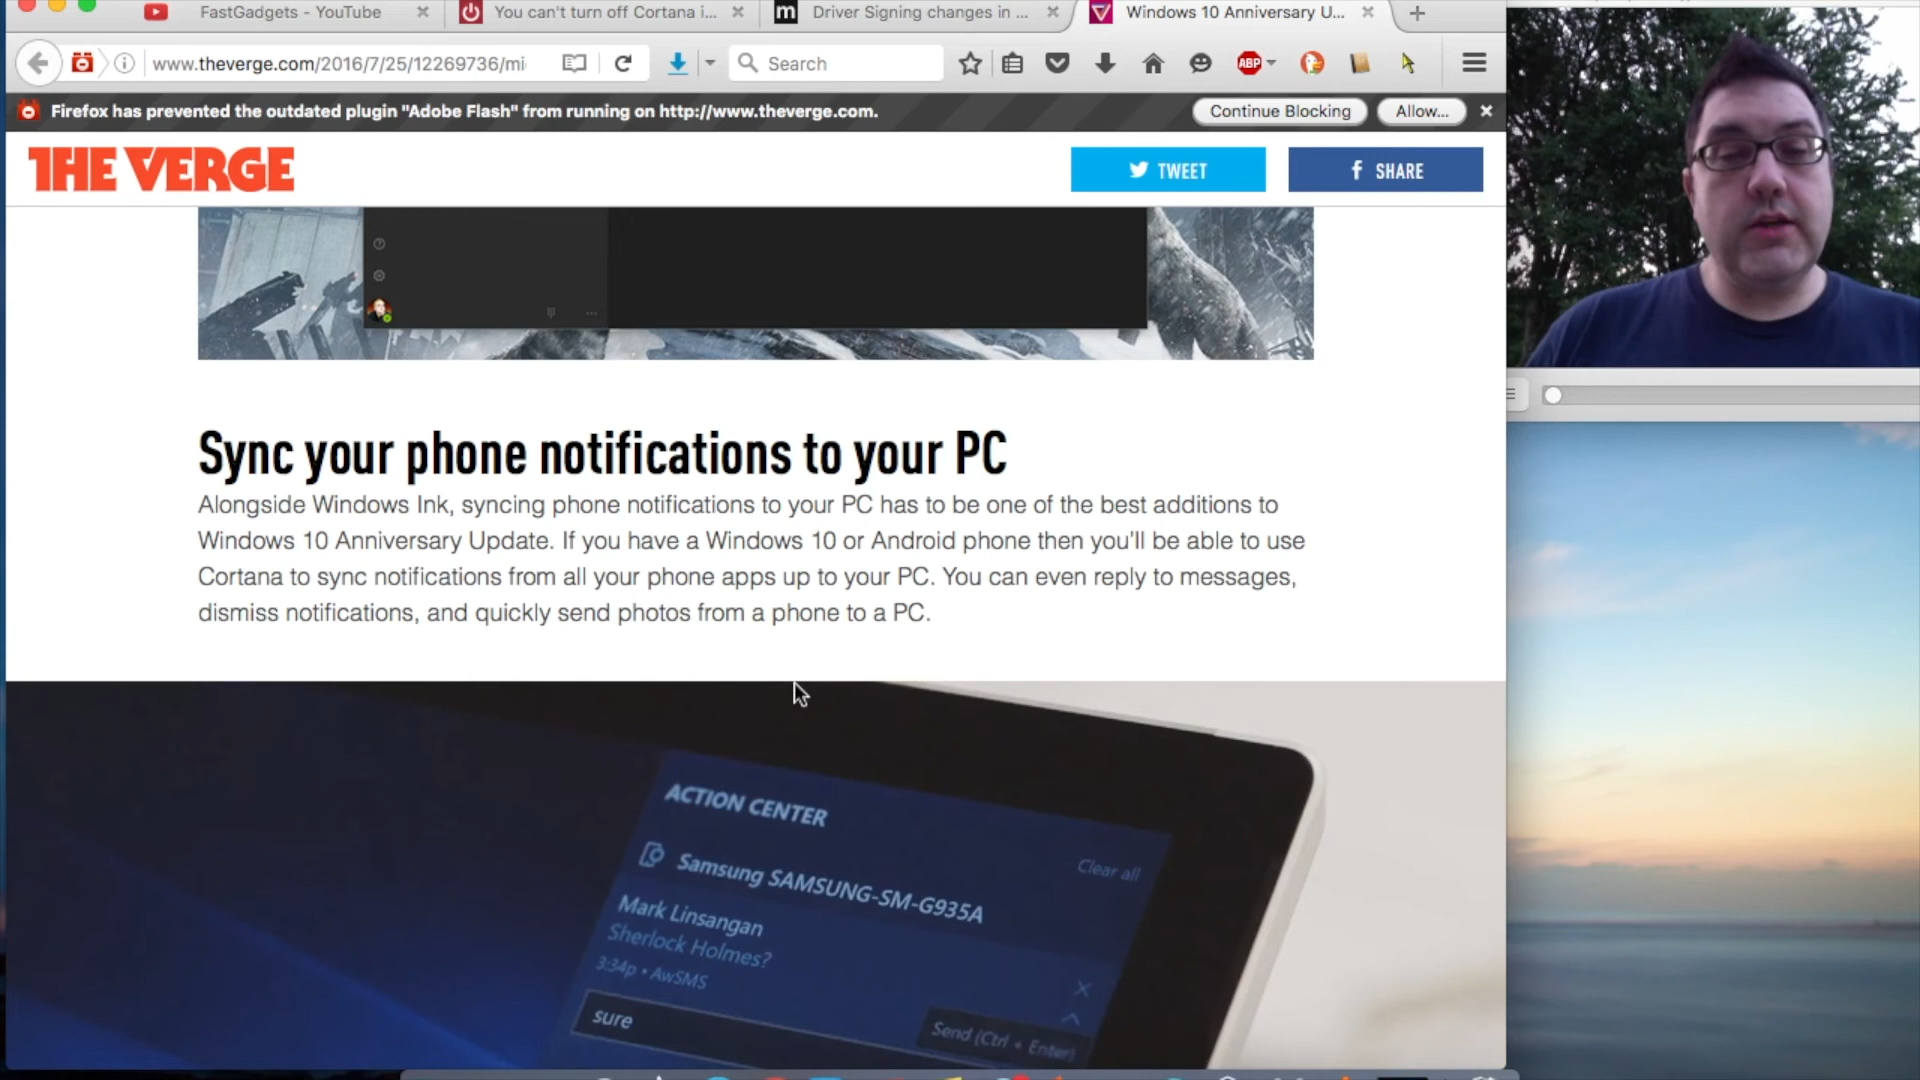 FastGadgets - YouTube
You can't turn off Cortana i...
Driver Signing changes in ...
Windows 10 Anniversary U...
www.theverge.com/2016/7/25/12269736/mi
Search
ABP
Firefox has prevented the outdated plugin "Adobe Flash" from running on http://www.theverge.com.
Continue Blocking
Allow...
THE VERGE
TWEET
SHARE
Sync your phone notifications to your PC
Alongside Windows Ink, syncing phone notifications to your PC has to be one of the best additions to
Windows 10 Anniversary Update. If you have a Windows 10 or Android phone then you'll be able to use
Cortana to sync notifications from all your phone apps up to your PC. You can even reply to messages,
dismiss notifications, and quickly send photos from a phone to a PC.
ACTION CENTER
Clear all
Samsung SAMSUNG-SM-G935A
Mark Linsangan
Sherlock Holmes?
3:34p • AwSMS
sure
Send (Ctrl + Enter)